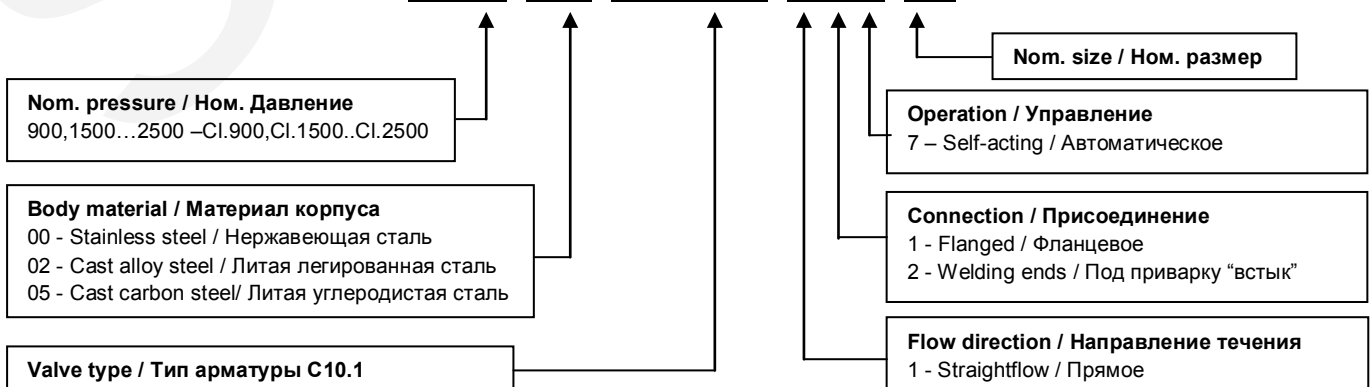 Nom. size / Ном. размер
Nom. pressure / Ном. Давление
900,1500…2500 –Cl.900,Cl.1500..Cl.2500
Operation / Управление
7 – Self-acting / Автоматическое
Body material / Материал корпуса
00 - Stainless steel / Нержавеющая сталь
02 - Cast alloy steel / Литая легированная сталь
05 - Cast carbon steel/ Литая углеродистая сталь
Connection / Присоединение
1 - Flanged / Фланцевое
2 - Welding ends / Под приварку “встык”
Valve type / Тип арматуры C10.1
Flow direction / Направление течения
1 - Straightflow / Прямое